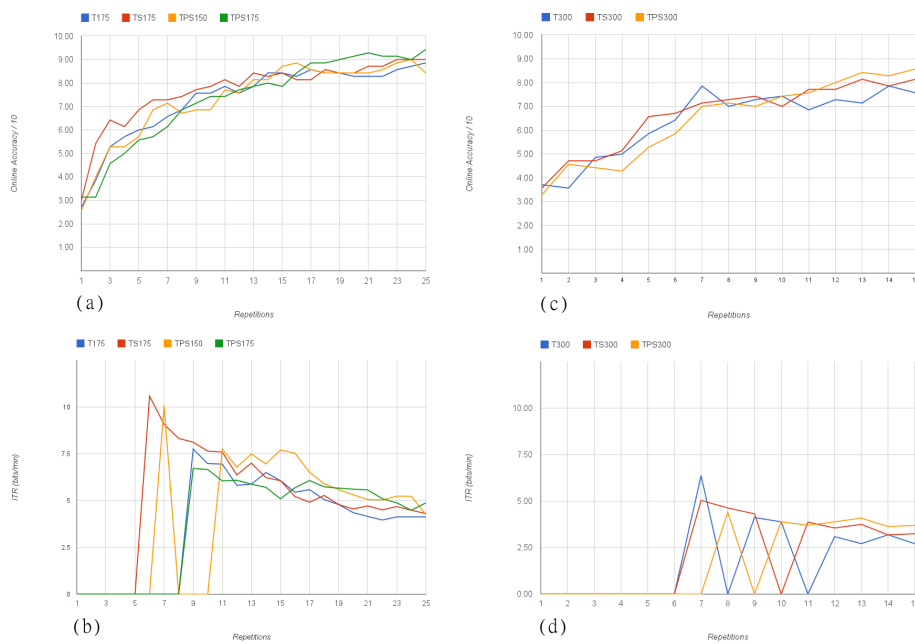 T175 TS175 TPS150 TPS175
10.00
9.00
8.00
7.00
6.00
5.00
4.00
3.00
2.00
1.00
Online Accuracy / 10
1 3 5 7 9 11 13 15 17 19 21 23 25
(a)
Repetitions
T300 TS300 TPS300
10.00
9.00
8.00
7.00
6.00
5.00
4.00
3.00
2.00
1.00
Online Accuracy / 10
1 2 3 4 5 6 7 8 9 10 11 12 13 14
(c)
Repetitions
T175 TS175 TPS150 TPS175
10
7.5
5
2.5
0
ITR (bits/min)
1 3 5 7 9 11 13 15 17 19 21 23 25
(b)
Repetitions
T300 TS300 TPS300
10.00
7.50
5.00
2.50
0.00
ITR (bits/min)
1 2 3 4 5 6 7 8 9 10 11 12 13 14
(d)
Repetitions